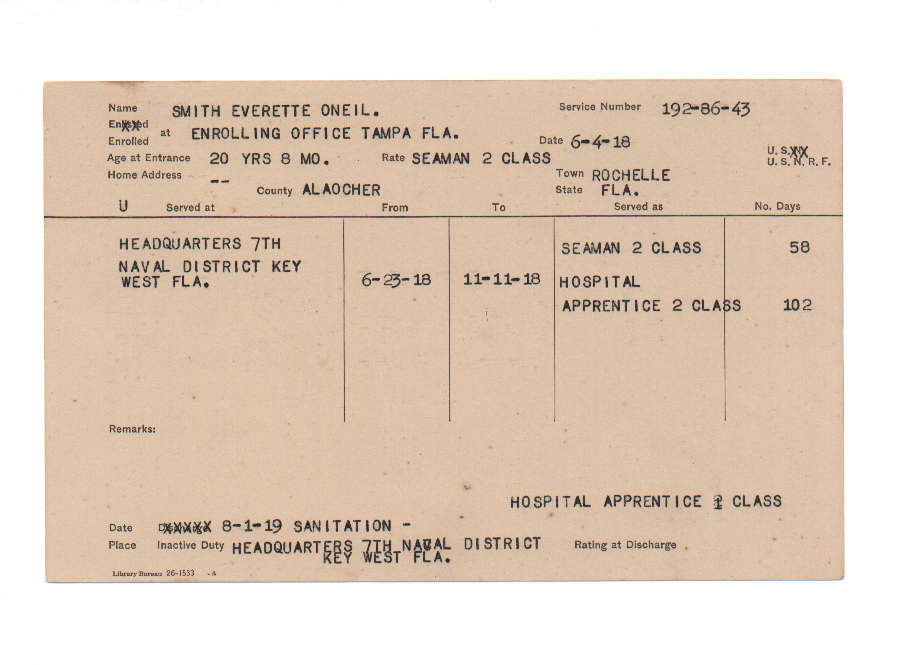 Name SMITH EVERETTE ONEIL. Service Number 192-86-43
Enlisted
Enrolled at ENROLLING OFFICE TAMPA FLA. Date 6-4-18
Age at Entrance 20 YRS 8 MO. Rate SEAMAN 2 CLASS U. S. N.
U. S. N. R. F.
Home Address -- Town ROCHELLE
County ALAOCHER State FLA.
U Served at From To Served as No. Days
HEADQUARTERS 7TH SEAMAN 2 CLASS 58
NAVAL DISTRICT KEY
WEST FLA. 6-23-18 11-11-18 HOSPITAL
APPRENTICE 2 CLASS 102
Remarks:
HOSPITAL APPRENTICE CLASS
Date 8-1-19 SANITATION -
Place Inactive Duty HEADQUARTERS 7TH NAVAL DISTRICT Rating at Discharge
KEY WEST FLA.
Library Bureau 26-1533 -A